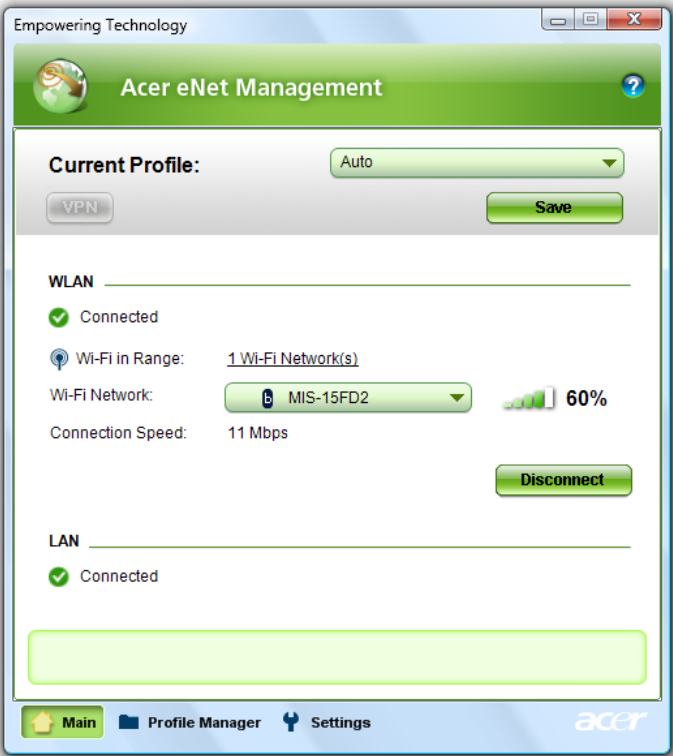 Empowering Technology
Acer eNet Management
?
Current Profile: Auto
VPN Save
WLAN
Connected
Wi-Fi in Range: 1 Wi-Fi Network(s)
Wi-Fi Network: b MIS-15FD2 60%
Connection Speed: 11 Mbps
Disconnect
LAN
Connected
Main Profile Manager Settings acer